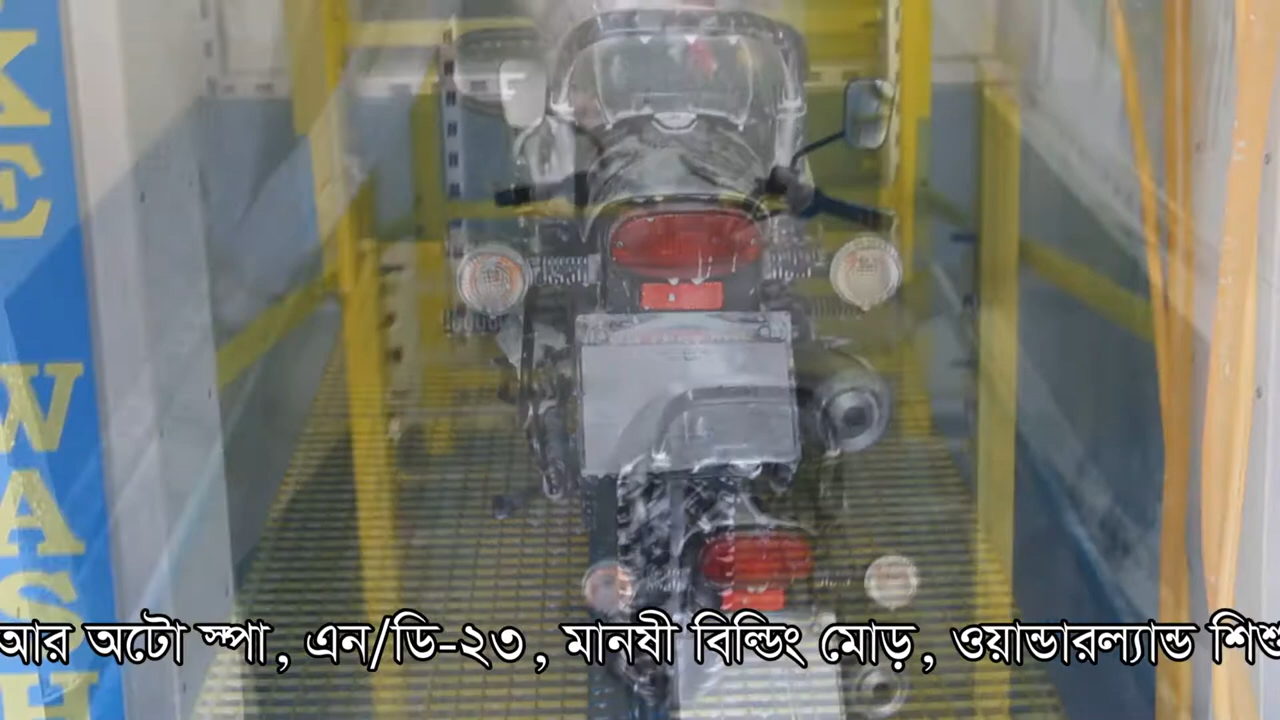 KE
WASH
আর অটো স্পা, এন/ডি-২৩, মানষী বিল্ডিং মোড়, ওয়ান্ডারল্যান্ড শিশু